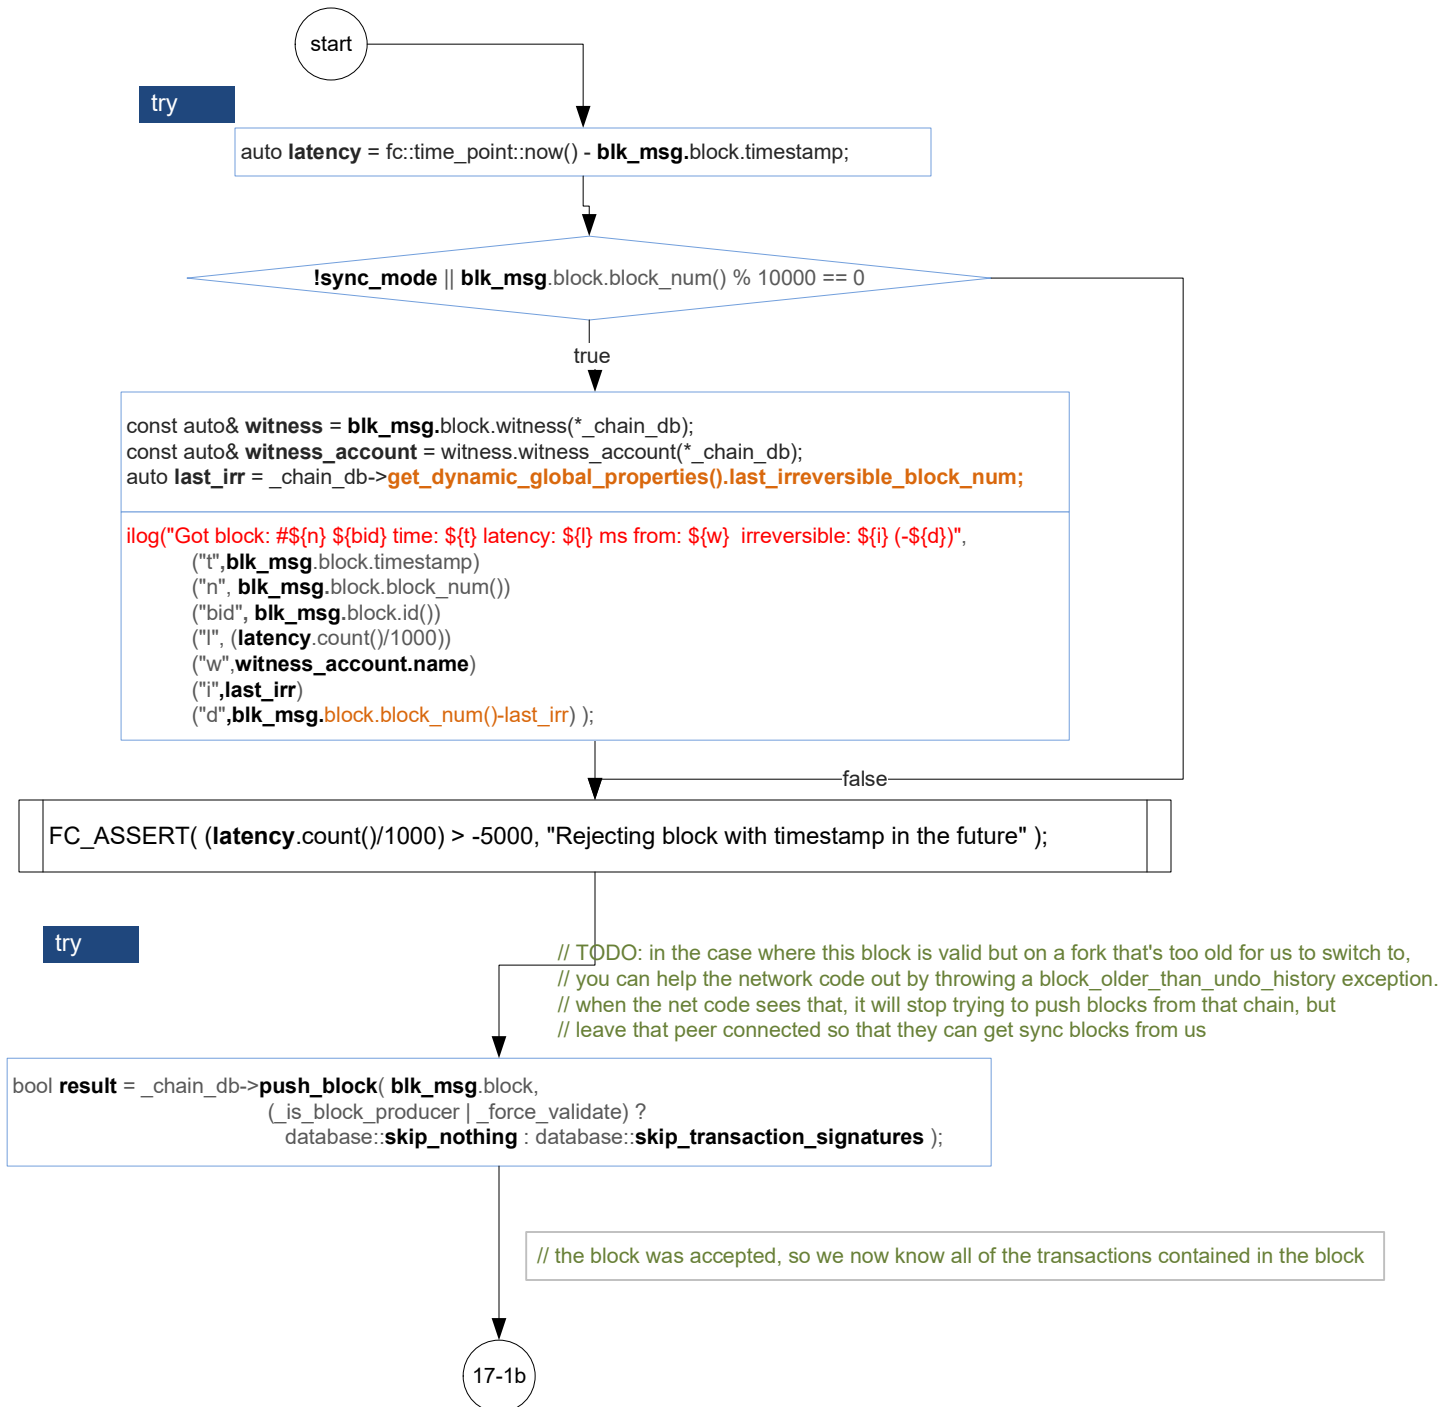 start
try
auto latency = fc::time_point::now() - blk_msg.block.timestamp;
!sync_mode || blk_msg.block.block_num() % 10000 == 0
true
const auto& witness = blk_msg.block.witness(*_chain_db);
const auto& witness_account = witness.witness_account(*_chain_db);
auto last_irr = _chain_db->get_dynamic_global_properties().last_irreversible_block_num;
ilog("Got block: #${n} ${bid} time: ${t} latency: ${l} ms from: ${w}  irreversible: ${i} (-${d})",
("t",blk_msg.block.timestamp)
("n", blk_msg.block.block_num())
("bid", blk_msg.block.id())
("l", (latency.count()/1000))
("w",witness_account.name)
("i",last_irr)
("d",blk_msg.block.block_num()-last_irr) );
false
FC_ASSERT( (latency.count()/1000) > -5000, "Rejecting block with timestamp in the future" );
try
// TODO: in the case where this block is valid but on a fork that's too old for us to switch to,
// you can help the network code out by throwing a block_older_than_undo_history exception.
// when the net code sees that, it will stop trying to push blocks from that chain, but
// leave that peer connected so that they can get sync blocks from us
bool result = _chain_db->push_block( blk_msg.block,
(_is_block_producer | _force_validate) ?
database::skip_nothing : database::skip_transaction_signatures );
// the block was accepted, so we now know all of the transactions contained in the block
17-1b